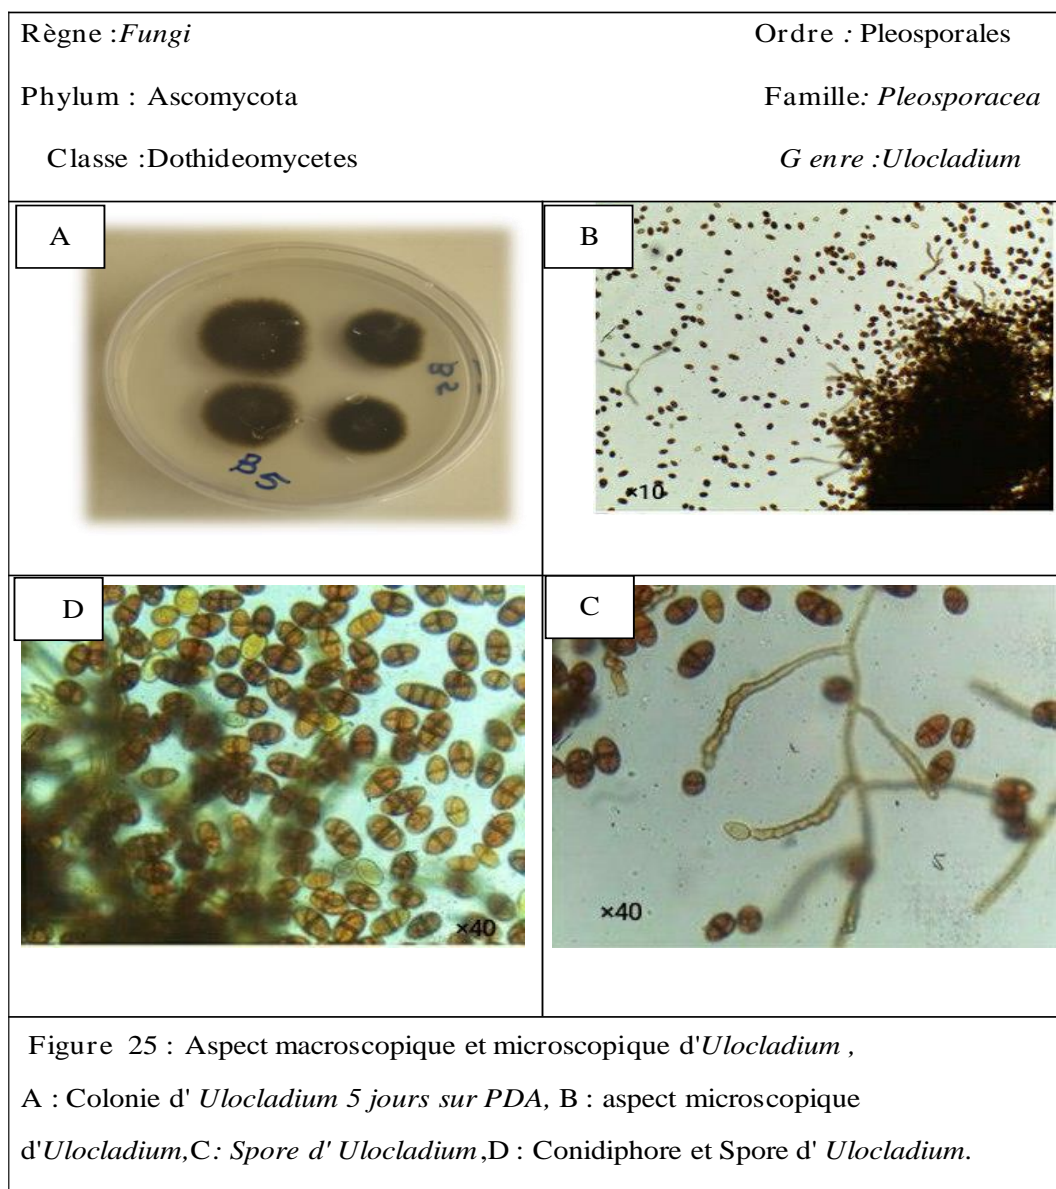 Règne :Fungi Ordre : Pleosporales
Phylum : Ascomycota Famille: Pleosporacea
Classe :Dothideomycetes G enre :Ulocladium
A
B
B5
B5
×10
D
C
×40
×40
Figure 25 : Aspect macroscopique et microscopique d'Ulocladium ,
A : Colonie d' Ulocladium 5 jours sur PDA, B : aspect microscopique
d'Ulocladium,C: Spore d' Ulocladium,D : Conidiphore et Spore d' Ulocladium.